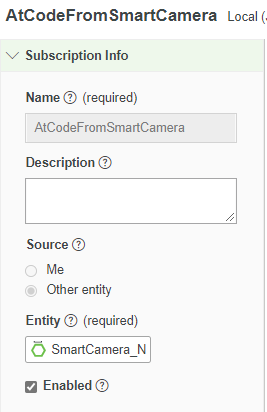 AtCodeFromSmartCamera Local (
Subscription Info
Name ? (required)
AtCodeFromSmartCamera
Description ?
Source ?
Me
Other entity
Entity ? (required)
SmartCamera_N
Enabled ?